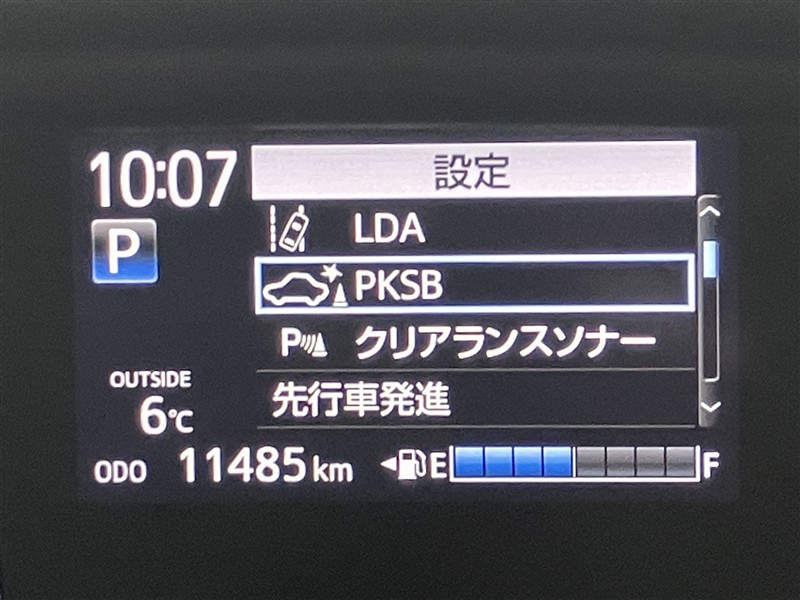 10:07
設定
P
LDA
PKSB
P クリアランスソナー
先行車発進
OUTSIDE
6℃
ODO 11485 km
E F